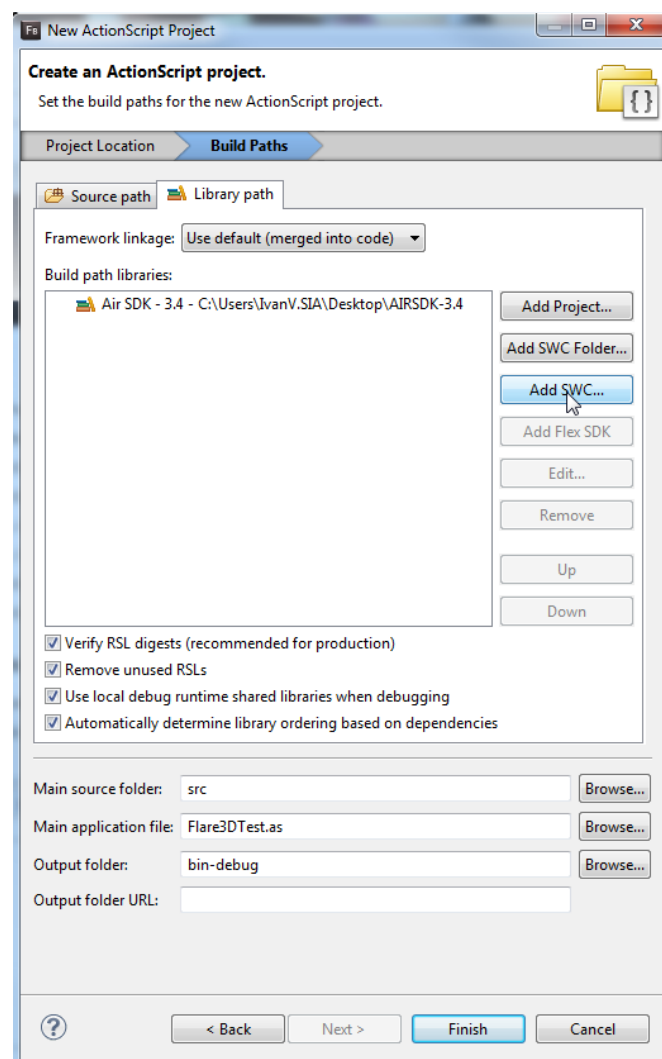 FB New ActionScript Project
Create an ActionScript project.
Set the build paths for the new ActionScript project.
{}
Project Location Build Paths
Source path Library path
Framework linkage: Use default (merged into code)
Build path libraries:
Air SDK - 3.4 - C:\Users\IvanV.SIA\Desktop\AIRSDK-3.4
Add Project...
Add SWC Folder...
Add SWC...
Add Flex SDK
Edit...
Remove
Up
Down
Verify RSL digests (recommended for production)
Remove unused RSLs
Use local debug runtime shared libraries when debugging
Automatically determine library ordering based on dependencies
Main source folder: src Browse...
Main application file: Flare3DTest.as Browse...
Output folder: bin-debug Browse...
Output folder URL:
? < Back Next > Finish Cancel